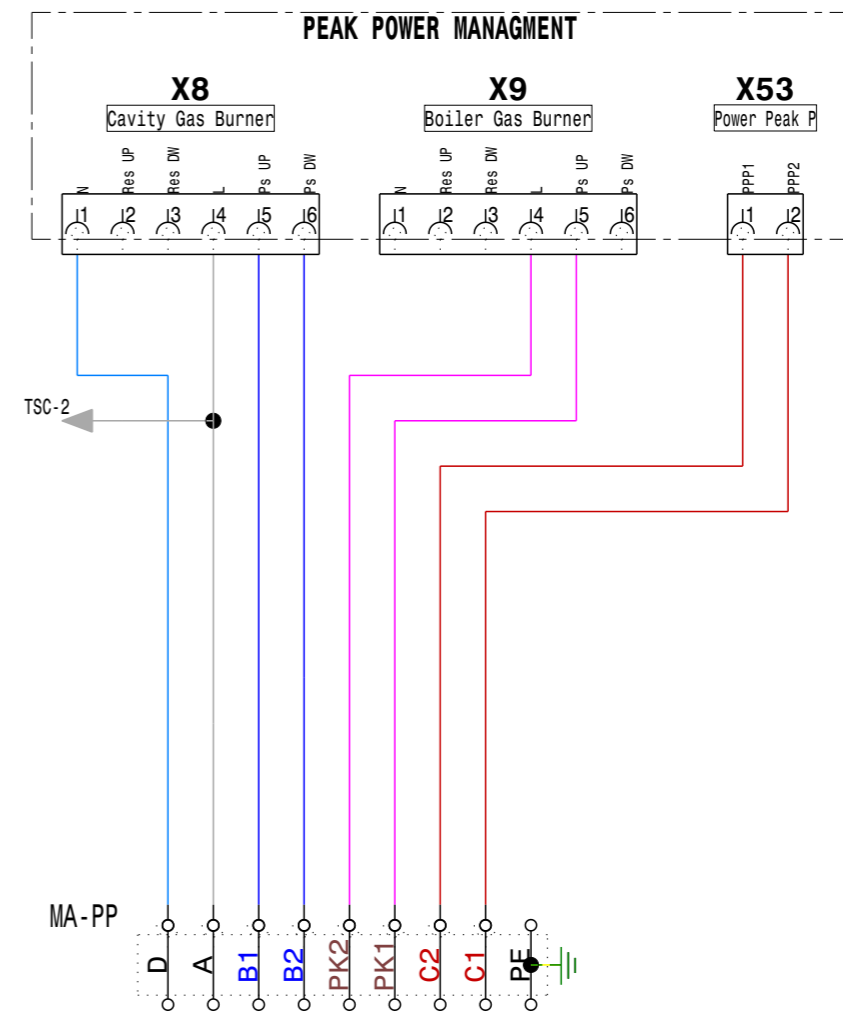 PEAK POWER MANAGMENT
X8 X9 X53
Cavity Gas Burner Boiler Gas Burner Power Peak P
N Res UP Res DW L Ps UP Ps DW N Res UP Res DW L Ps UP Ps DW PPP1 PPP2
1 2 3 4 5 6 1 2 3 4 5 6 1 2
TSC-2
MA-PP
D A B1 B2 PK2 PK1 C2 C1 PE